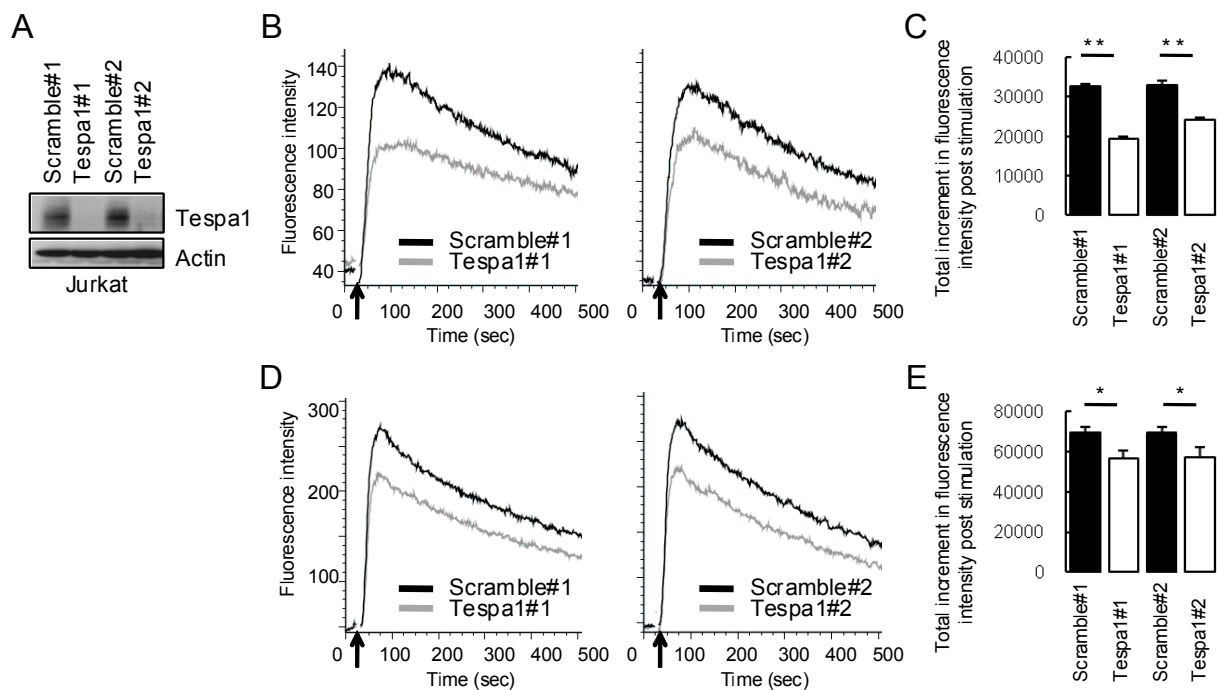 A
Scramble#1
Tespa1#1
Scramble#2
Tespa1#2
Tespa1
Actin
Jurkat
B
Fluorescence intensity
140
120
100
80
60
40
Scramble#1
Tespa1#1
0 100 200 300 400 500
Time (sec)
Scramble#2
Tespa1#2
0 100 200 300 400 500
Time (sec)
C
Total increment in fluorescence
intensity post stimulation
40000
30000
20000
10000
0
** **
Scramble#1
Tespa1#1
Scramble#2
Tespa1#2
D
Fluorescence intensity
300
200
100
Scramble#1
Tespa1#1
0 100 200 300 400 500
Time (sec)
Scramble#2
Tespa1#2
0 100 200 300 400 500
Time (sec)
E
Total increment in fluorescence
intensity post stimulation
80000
60000
40000
20000
0
* *
Scramble#1
Tespa1#1
Scramble#2
Tespa1#2